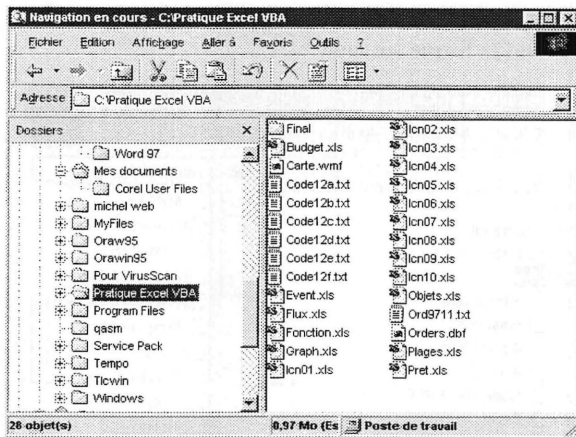 Navigation en cours - C:\Pratique Excel VBA
Fichier Edition Affichage Aller à Favoris Outils ?
Adresse C:\Pratique Excel VBA
Dossiers
Word 97
Mes documents
Corel User Files
michel web
MyFiles
Oraw95
Orawin95
Pour VirusScan
Pratique Excel VBA
Program Files
qasm
Service Pack
Tempo
Tlcwin
Windows
Final
Budget.xls
Carte.wmf
Code12a.txt
Code12b.txt
Code12c.txt
Code12d.txt
Code12e.txt
Code12f.txt
Event.xls
Flux.xls
Fonction.xls
Graph.xls
Icn01.xls
Icn02.xls
Icn03.xls
Icn04.xls
Icn05.xls
Icn06.xls
Icn07.xls
Icn08.xls
Icn09.xls
Icn10.xls
Objets.xls
Ord9711.txt
Orders.dbf
Plages.xls
Pret.xls
28 objet(s) 0,97 Mo (Es Poste de travail